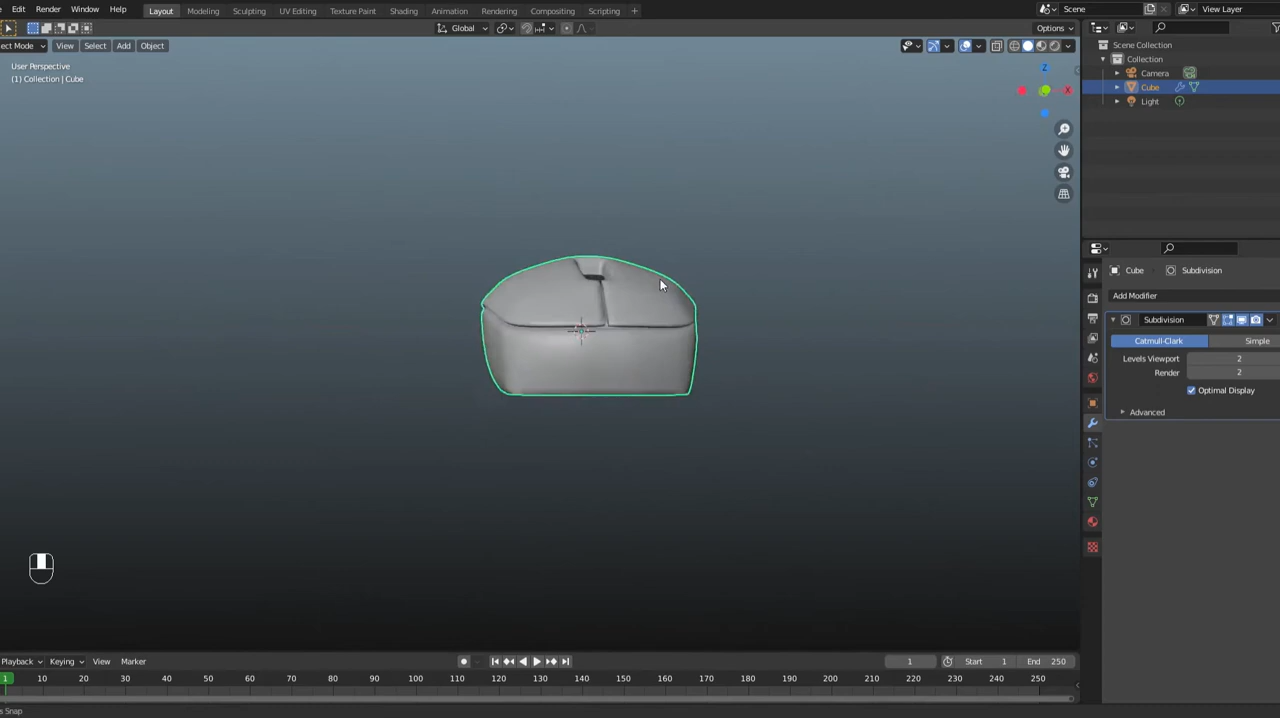 Edit Render Window Help Layout Modeling Sculpting UV Editing Texture Paint Shading Animation Rendering Compositing Scripting + Scene View Layer
Global Options
ect Mode View Select Add Object
User Perspective
(1) Collection | Cube
Z
X
Scene Collection
Collection
Camera
Cube
Light
Cube Subdivision
Add Modifier
Subdivision
Catmull-Clark Simple
Levels Viewport 2
Render 2
Optimal Display
Advanced
Playback Keying View Marker 1 Start 1 End 250
1 10 20 30 40 50 60 70 80 90 100 110 120 130 140 150 160 170 180 190 200 210 220 230 240 250
s Snap